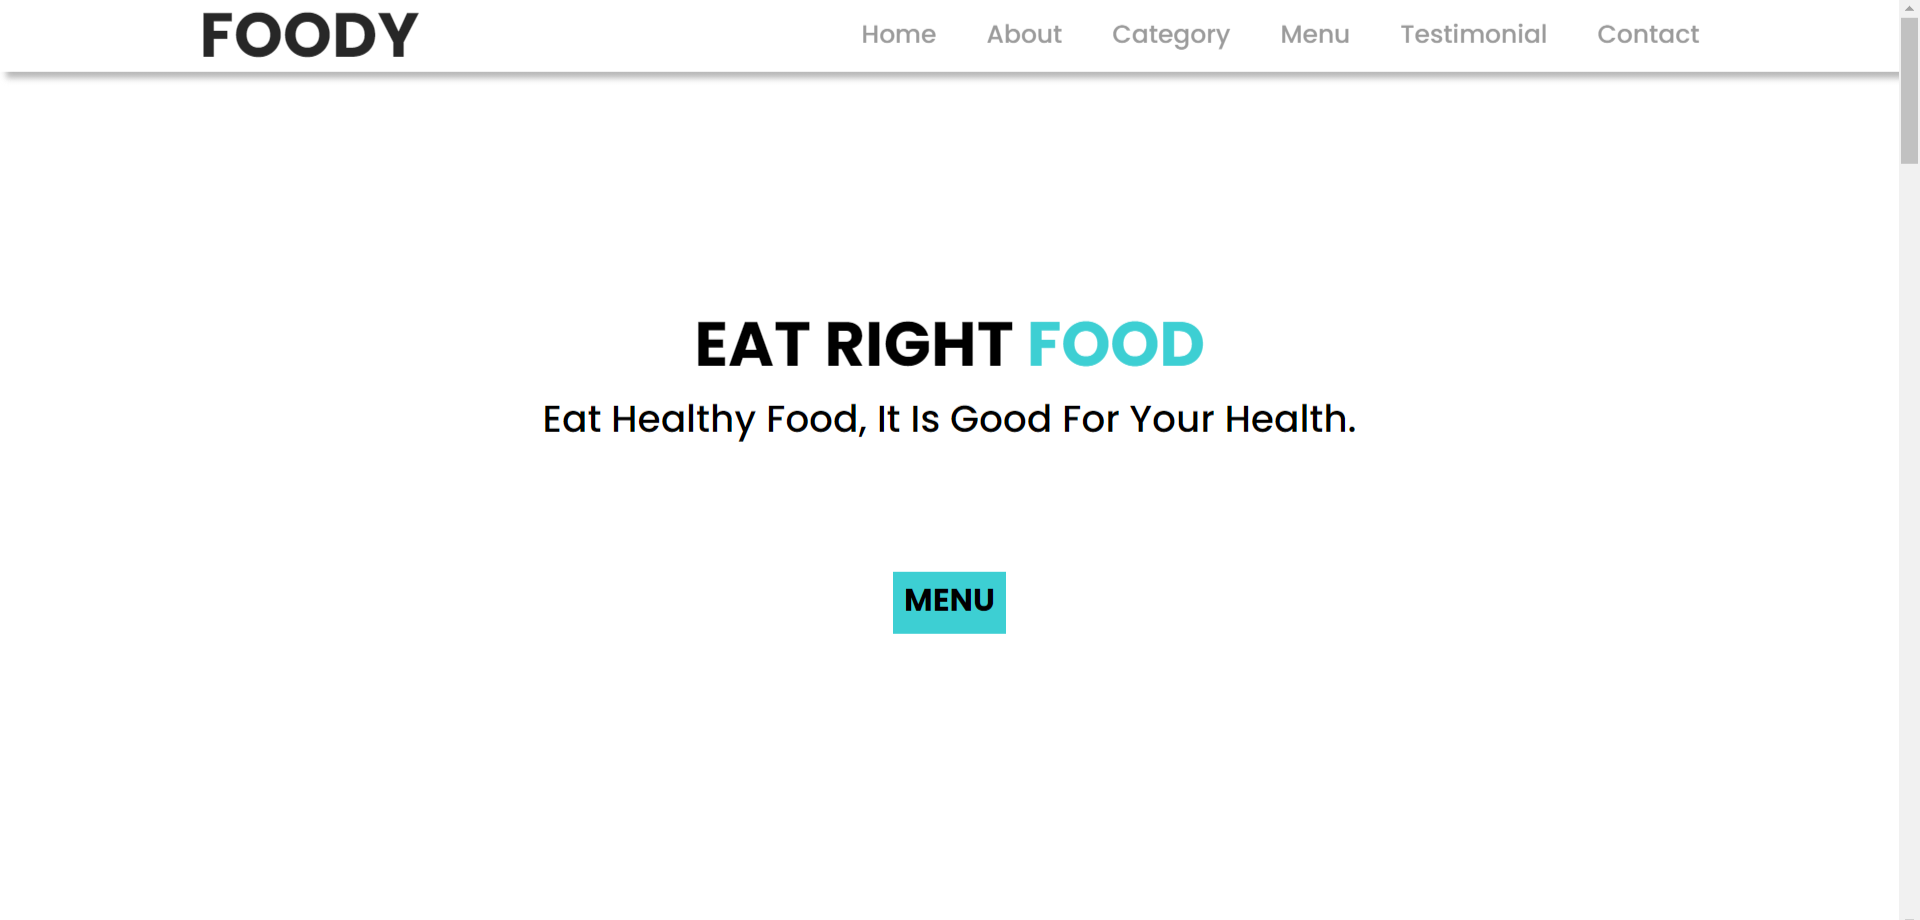 FOODY
Home About Category Menu Testimonial Contact
EAT RIGHT FOOD
Eat Healthy Food, It Is Good For Your Health.
MENU